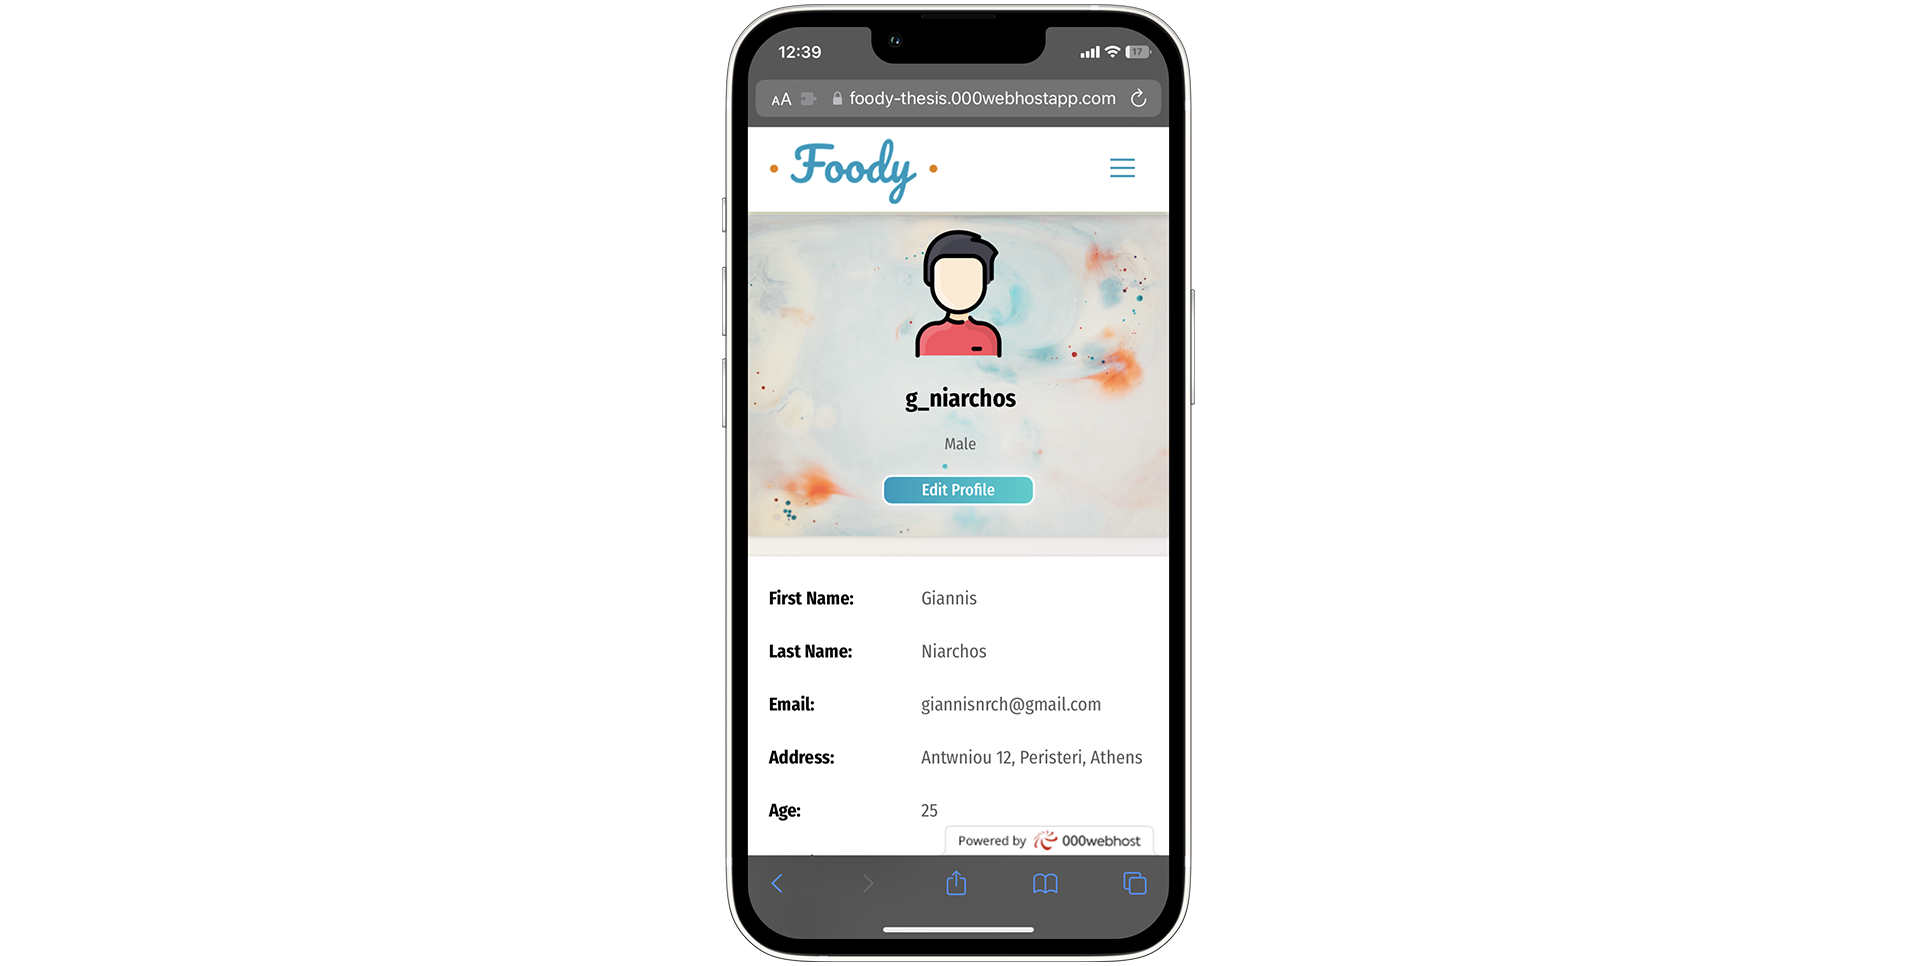 12:39
17
AA foody-thesis.000webhostapp.com
Foody
g_niarchos
Male
Edit Profile
First Name: Giannis
Last Name: Niarchos
Email: giannisnrch@gmail.com
Address: Antwniou 12, Peristeri, Athens
Age: 25
Powered by 000webhost